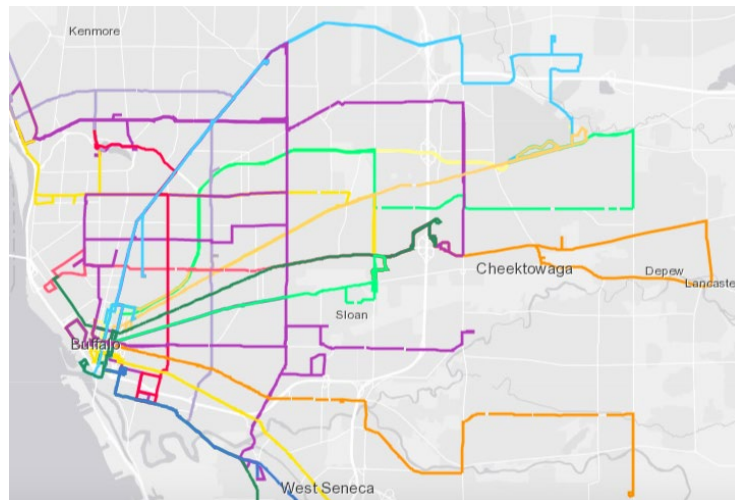 Kenmore
Cheektowaga
Depew
Lancaste
Sloan
Buffalo
West Seneca